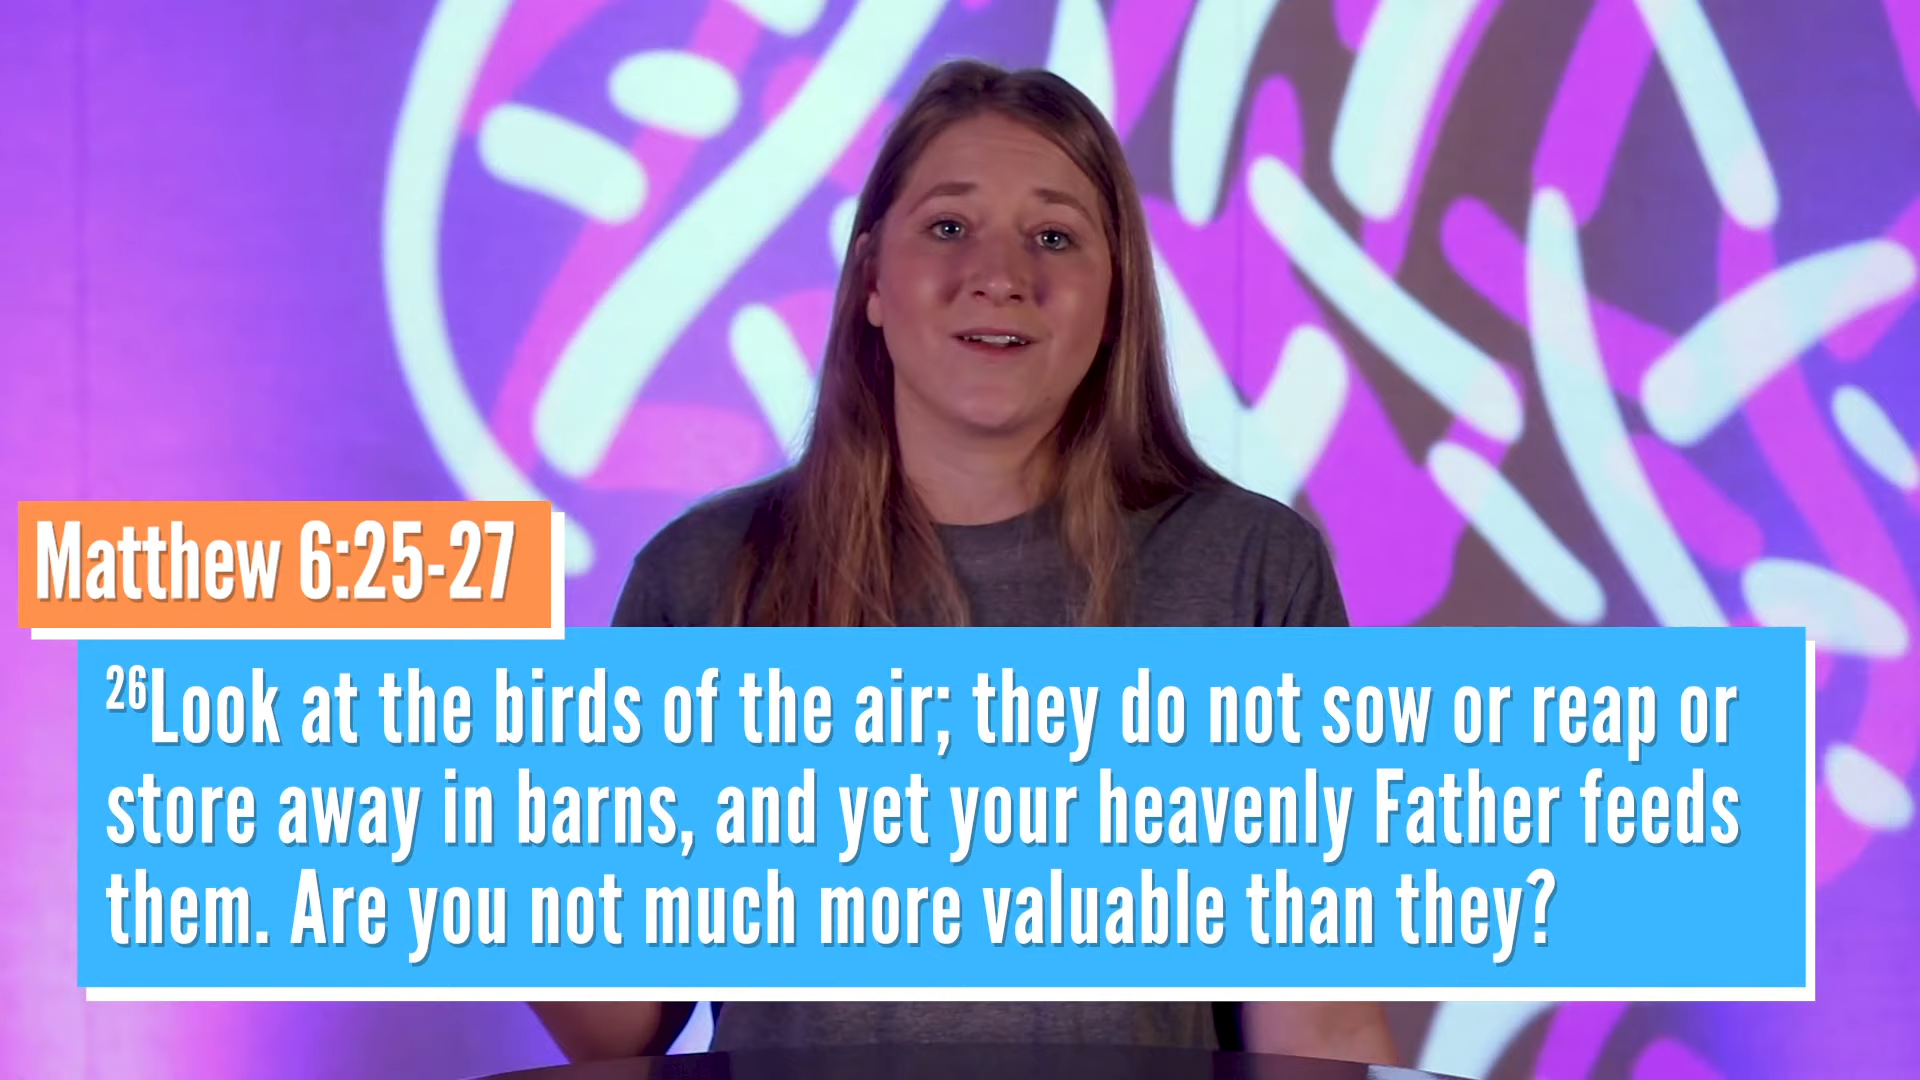 Matthew 6:25-27
26Look at the birds of the air; they do not sow or reap or
store away in barns, and yet your heavenly Father feeds
them. Are you not much more valuable than they?